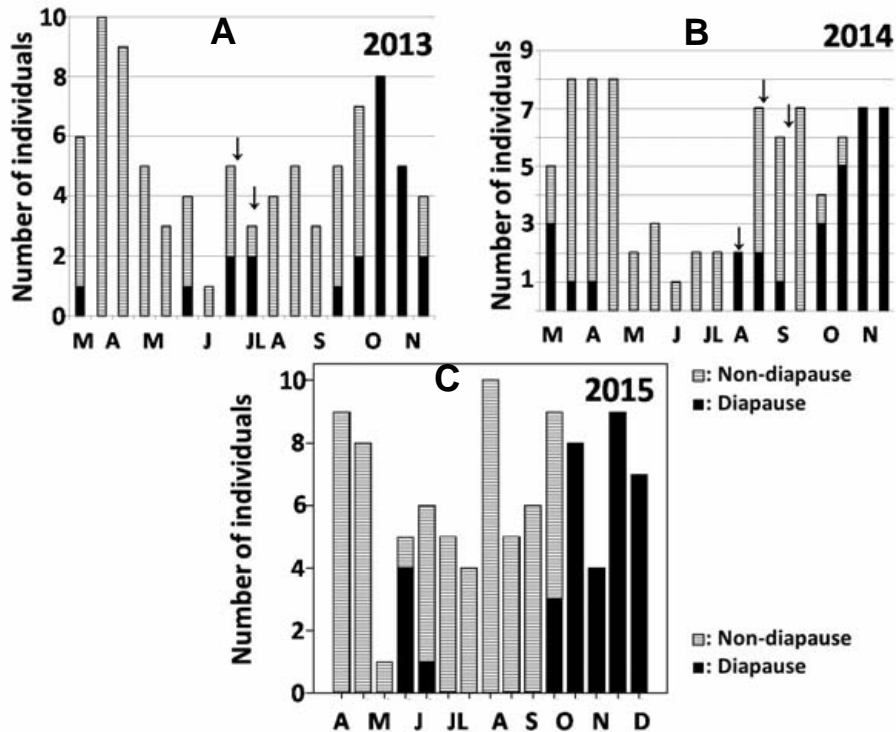 A
2013
Number of individuals
10
8
6
4
2
0
M A M J JL A S O N
B
2014
Number of individuals
9
7
5
3
1
M A M J JL A S O N
C
2015
Number of individuals
10
8
6
4
2
0
A M J JL A S O N D
: Non-diapause
: Diapause
: Non-diapause
: Diapause